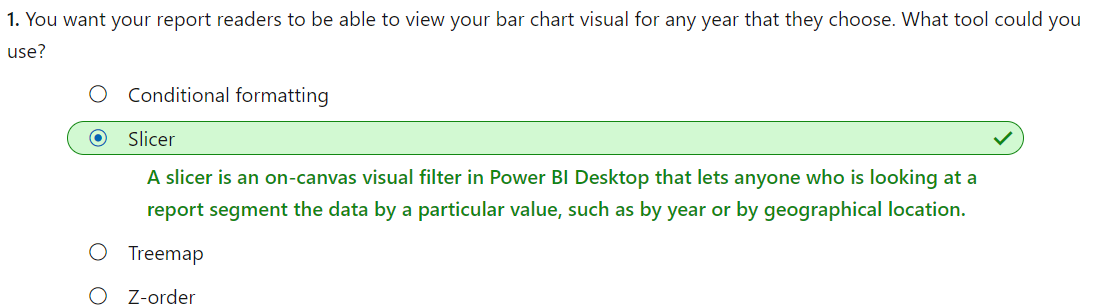 1. You want your report readers to be able to view your bar chart visual for any year that they choose. What tool could you
use?
Conditional formatting
Slicer
A slicer is an on-canvas visual filter in Power BI Desktop that lets anyone who is looking at a
report segment the data by a particular value, such as by year or by geographical location.
Treemap
Z-order